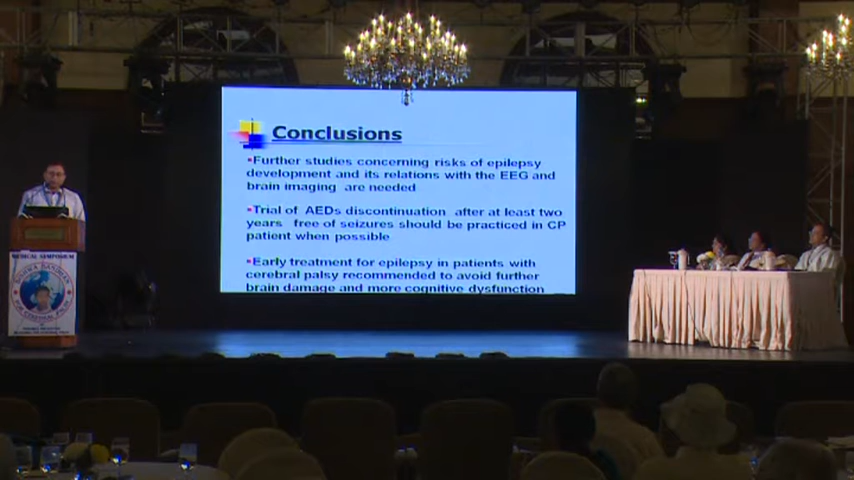 Conclusions
Further studies concerning risks of epilepsy
development and its relations with the EEG and
brain imaging are needed
Trial of AEDs discontinuation after at least two
years free of seizures should be practiced in CP
patient when possible
Early treatment for epilepsy in patients with
cerebral palsy recommended to avoid further
brain damage and more cognitive dysfunction
MEDICAL SYMPOSIUM